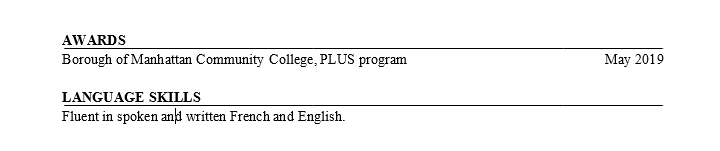 AWARDS
Borough of Manhattan Community College, PLUS program May 2019
LANGUAGE SKILLS
Fluent in spoken and written French and English.